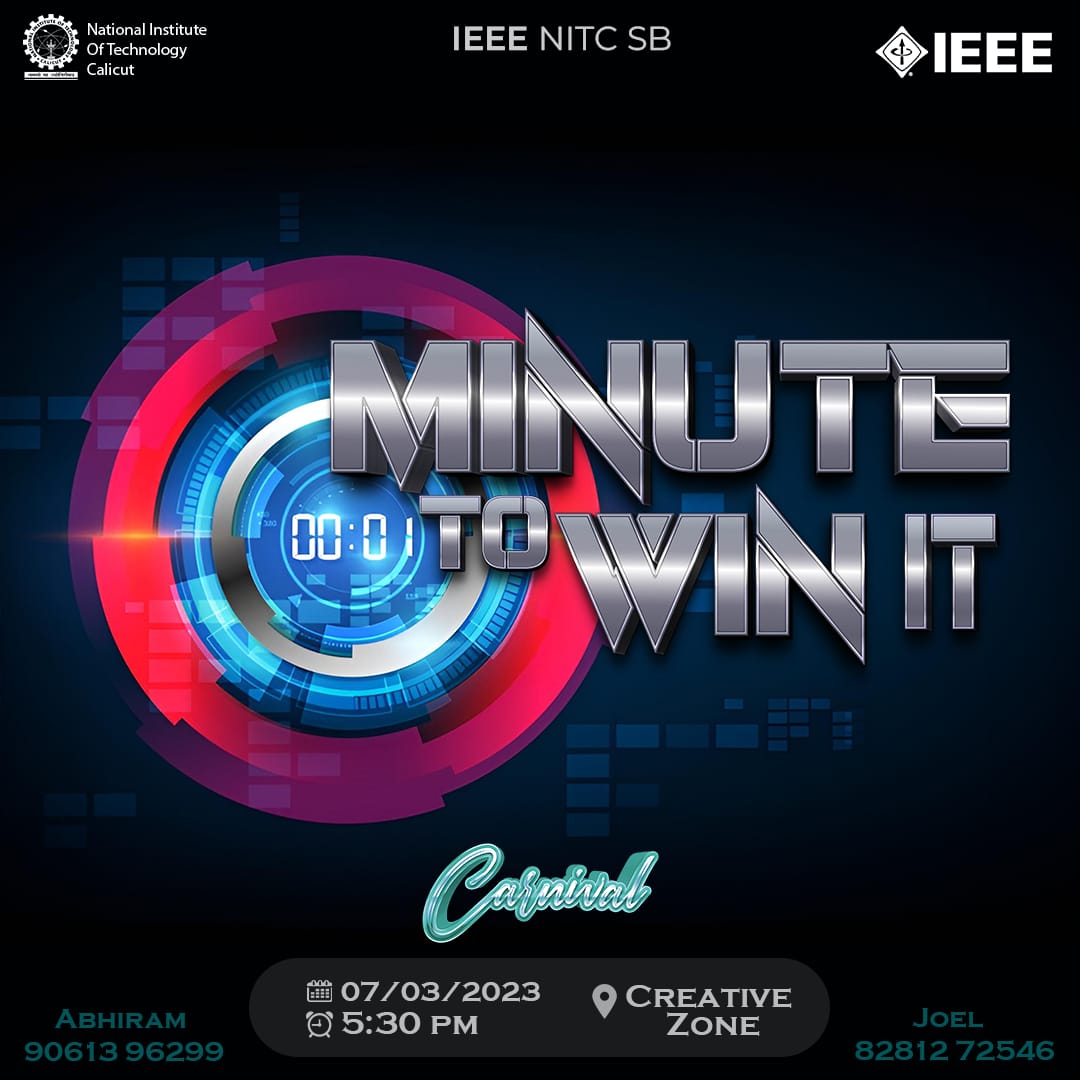 National Institute
Of Technology
Calicut
IEEE NITC SB
IEEE
MINUTE
00:01
TO WIN IT
Carnival
07/03/2023
5:30 PM
CREATIVE
ZONE
ABHIRAM
90613 96299
JOEL
82812 72546